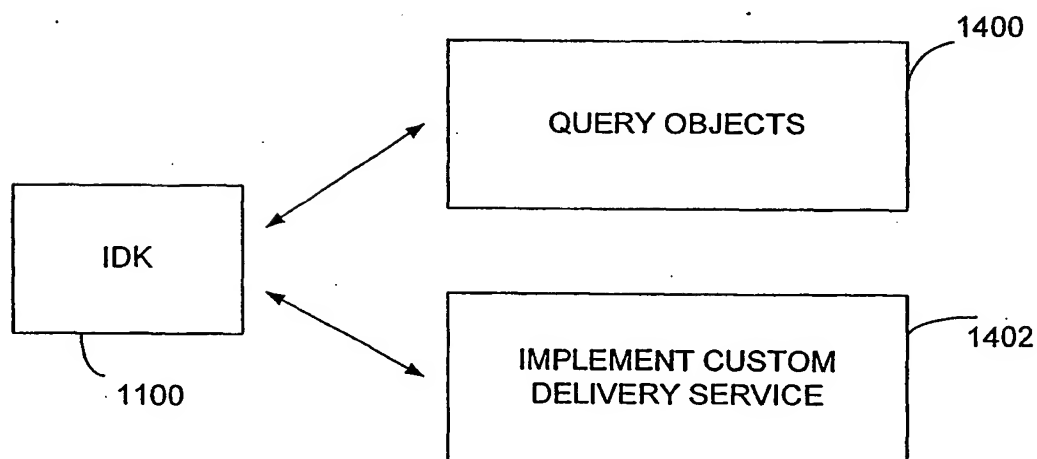 1400
QUERY OBJECTS
IDK
1100
IMPLEMENT CUSTOM
DELIVERY SERVICE
1402